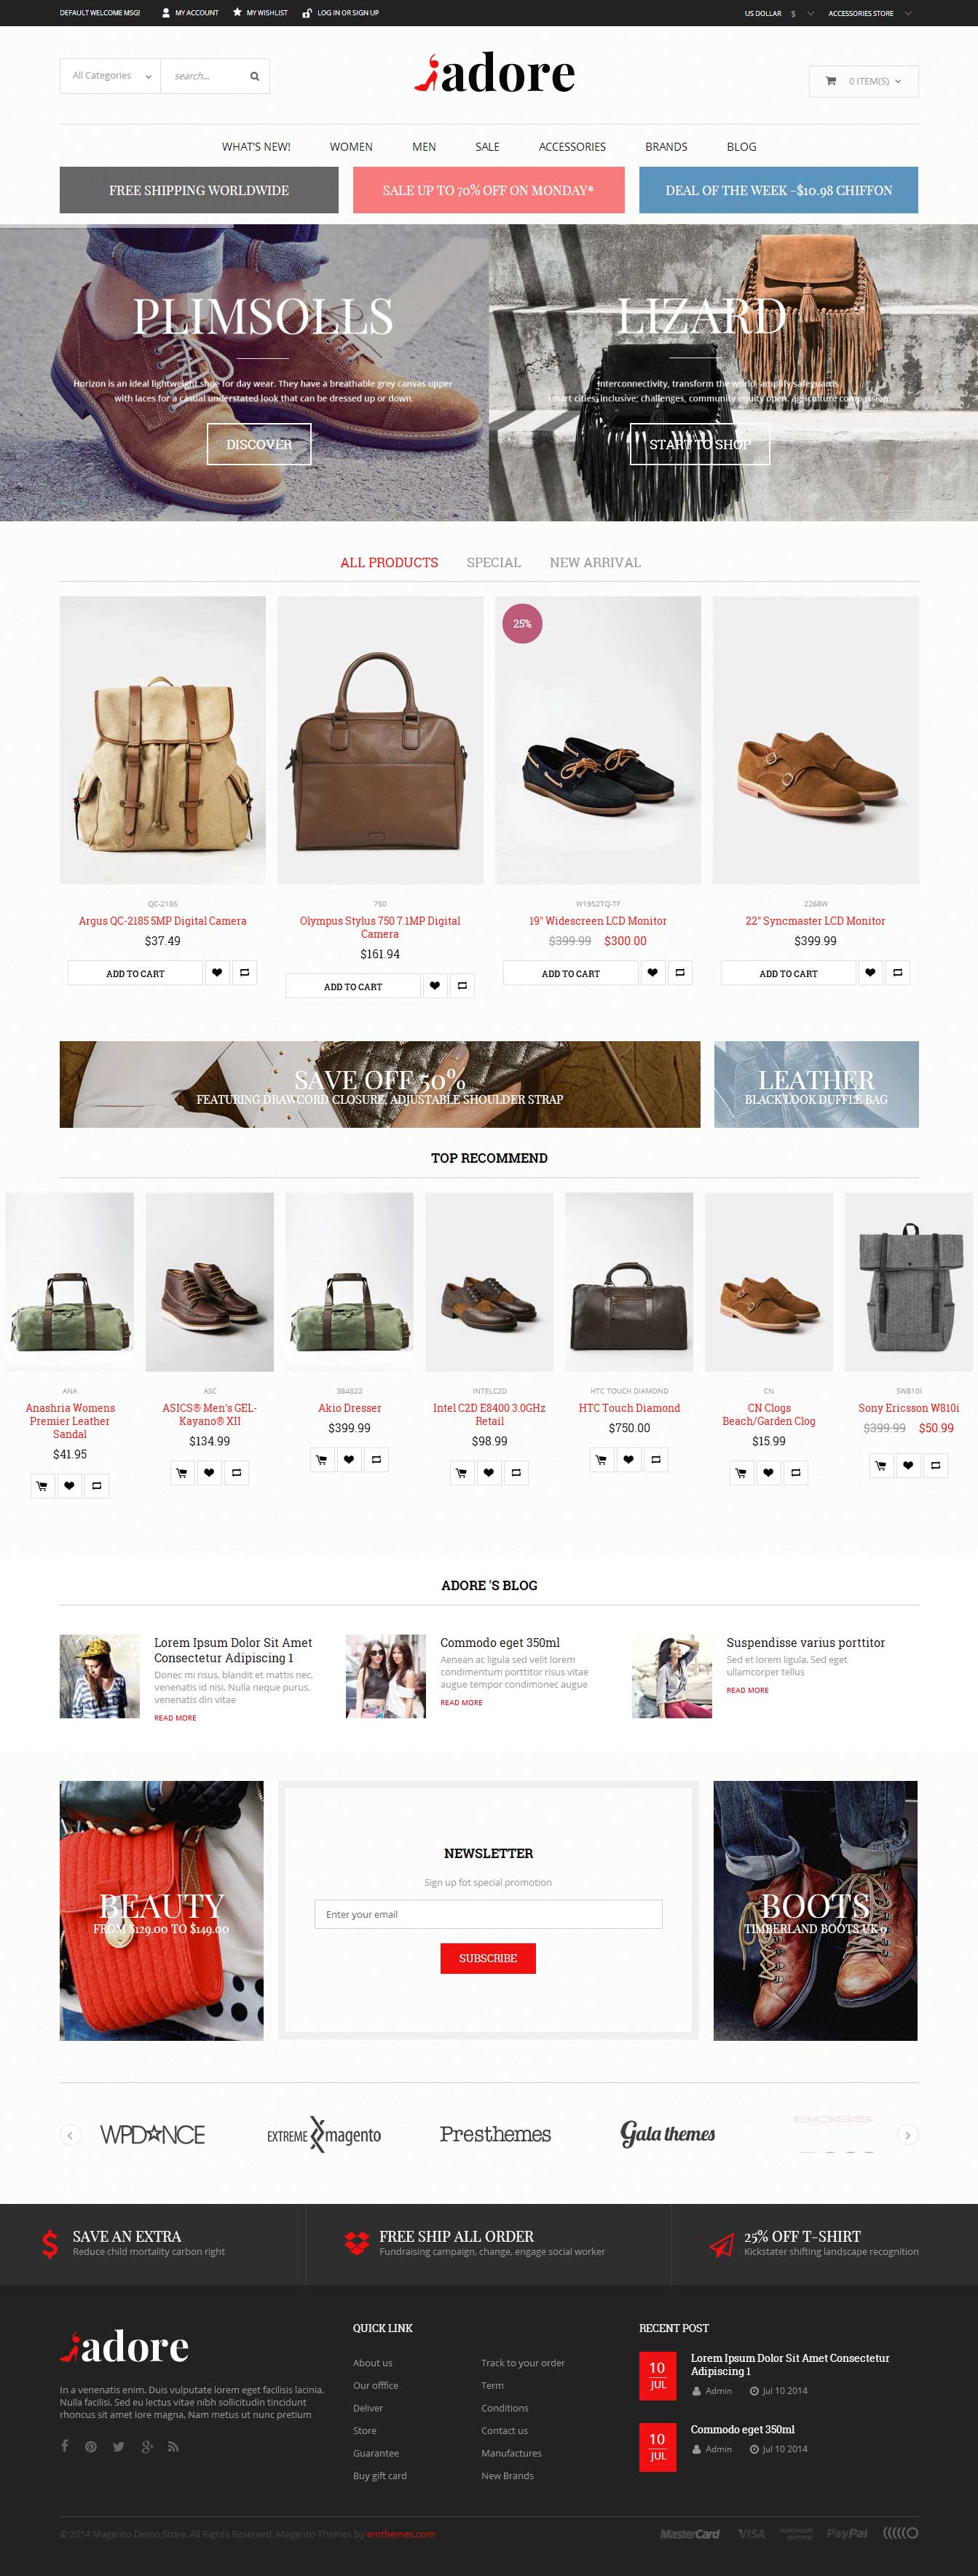 DEFAULT WELCOME MSG!
MY ACCOUNT
MY WISHLIST
LOG IN OR SIGN UP
US DOLLAR $
ACCESSORIES STORE
All Categories
search...
adore
0 ITEM(S)
WHAT'S NEW!
WOMEN
MEN
SALE
ACCESSORIES
BRANDS
BLOG
FREE SHIPPING WORLDWIDE
SALE UP TO 70% OFF ON MONDAY*
DEAL OF THE WEEK -$10.98 CHIFFON
PLIMSOLLS
Horizon is an ideal lightweight shoe for day wear. They have a breathable grey canvas upper
with laces for a casual understated look that can be dressed up or down.
DISCOVER
LIZARD
Interconnectivity, transform the world; amplify safeguards
smart cities, inclusive; challenges, community equity open, agriculture compassion
START TO SHOP
ALL PRODUCTS
SPECIAL
NEW ARRIVAL
QC-2185
Argus QC-2185 5MP Digital Camera
$37.49
ADD TO CART
750
Olympus Stylus 750 7.1MP Digital
Camera
$161.94
ADD TO CART
25%
W1952TQ-TF
19" Widescreen LCD Monitor
$399.99 $300.00
ADD TO CART
226BW
22" Syncmaster LCD Monitor
$399.99
ADD TO CART
SAVE OFF 50%
FEATURING DRAWCORD CLOSURE, ADJUSTABLE SHOULDER STRAP
LEATHER
BLACK LOOK DUFFLE BAG
TOP RECOMMEND
ANA
Anashria Womens
Premier Leather
Sandal
$41.95
ASC
ASICS® Men's GEL-
Kayano® XII
$134.99
384822
Akio Dresser
$399.99
INTELC2D
Intel C2D E8400 3.0GHz
Retail
$98.99
HTC TOUCH DIAMOND
HTC Touch Diamond
$750.00
CN
CN Clogs
Beach/Garden Clog
$15.99
SW810I
Sony Ericsson W810i
$399.99 $50.99
ADORE 'S BLOG
Lorem Ipsum Dolor Sit Amet
Consectetur Adipiscing 1
Donec mi risus, blandit et mattis nec,
venenatis id nisi. Nulla neque purus,
venenatis din vitae
READ MORE
Commodo eget 350ml
Aenean ac ligula sed velit lorem
condimentum porttitor risus vitae
augue tempor condimonec augue
READ MORE
Suspendisse varius porttitor
Sed et lorem ligula. Sed eget
ullamcorper tellus
READ MORE
BEAUTY
FROM $129.00 TO $149.00
NEWSLETTER
Sign up fot special promotion
Enter your email
SUBSCRIBE
BOOTS
TIMBERLAND BOOTS UK 9
WPDANCE
EXTREME magento
Presthemes
Gala themes
SAVE AN EXTRA
Reduce child mortality carbon right
FREE SHIP ALL ORDER
Fundraising campaign, change, engage social worker
25% OFF T-SHIRT
Kickstater shifting landscape recognition
adore
In a venenatis enim. Duis vulputate lorem eget facilisis lacinia.
Nulla facilisi. Sed eu lectus vitae nibh sollicitudin tincidunt
rhoncus sit amet lore magna. Nam metus ut nunc pretium
QUICK LINK
About us
Our offfice
Deliver
Store
Guarantee
Buy gift card
Track to your order
Term
Conditions
Contact us
Manufactures
New Brands
RECENT POST
10
JUL
Lorem Ipsum Dolor Sit Amet Consectetur
Adipiscing 1
Admin
Jul 10 2014
10
JUL
Commodo eget 350ml
Admin
Jul 10 2014
© 2014 Magento Demo Store. All Rights Reserved. Magento Themes by emthemes.com
MasterCard
VISA
AMERICAN EXPRESS
PayPal